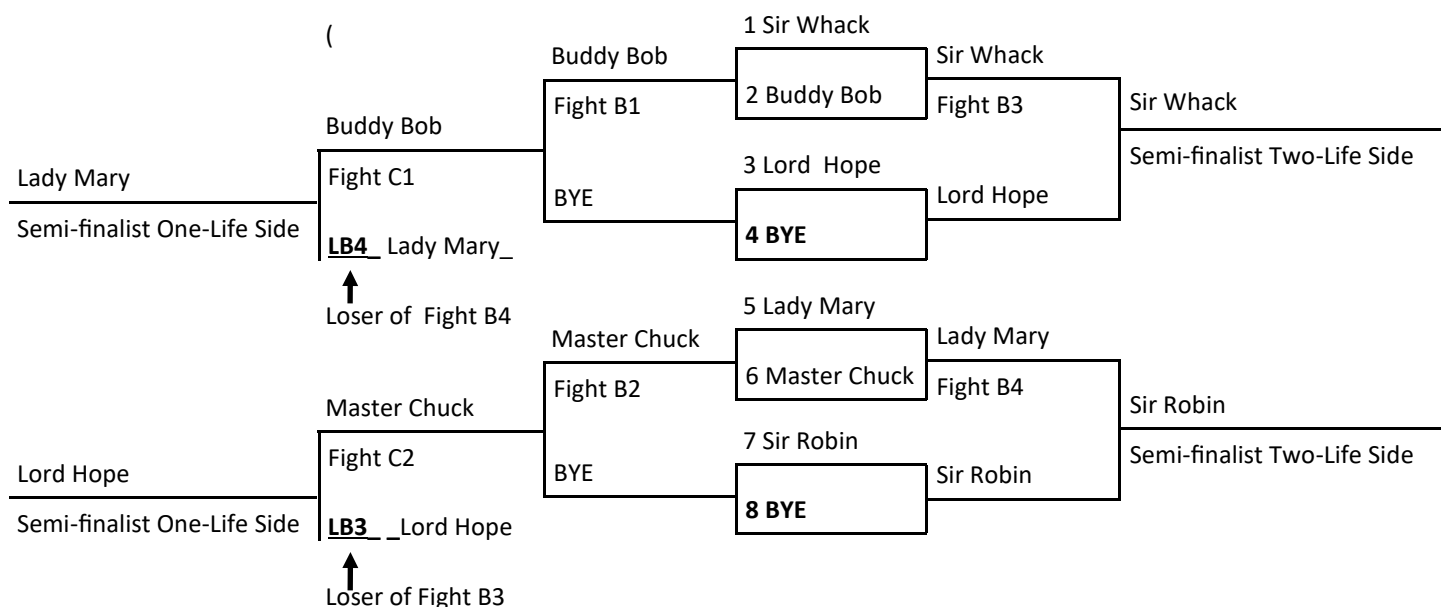 (
1 Sir Whack
Buddy Bob
Sir Whack
2 Buddy Bob
Fight B1
Fight B3
Sir Whack
Buddy Bob
Semi-finalist Two-Life Side
3 Lord  Hope
Lady Mary
Fight C1
BYE
Lord Hope
Semi-finalist One-Life Side
4 BYE
LB4_ Lady Mary_
Loser of  Fight B4
5 Lady Mary
Master Chuck
Lady Mary
6 Master Chuck
Fight B2
Fight B4
Master Chuck
Sir Robin
7 Sir Robin
Semi-finalist Two-Life Side
Lord Hope
Fight C2
BYE
Sir Robin
8 BYE
Semi-finalist One-Life Side
LB3_ _Lord Hope
Loser of Fight B3